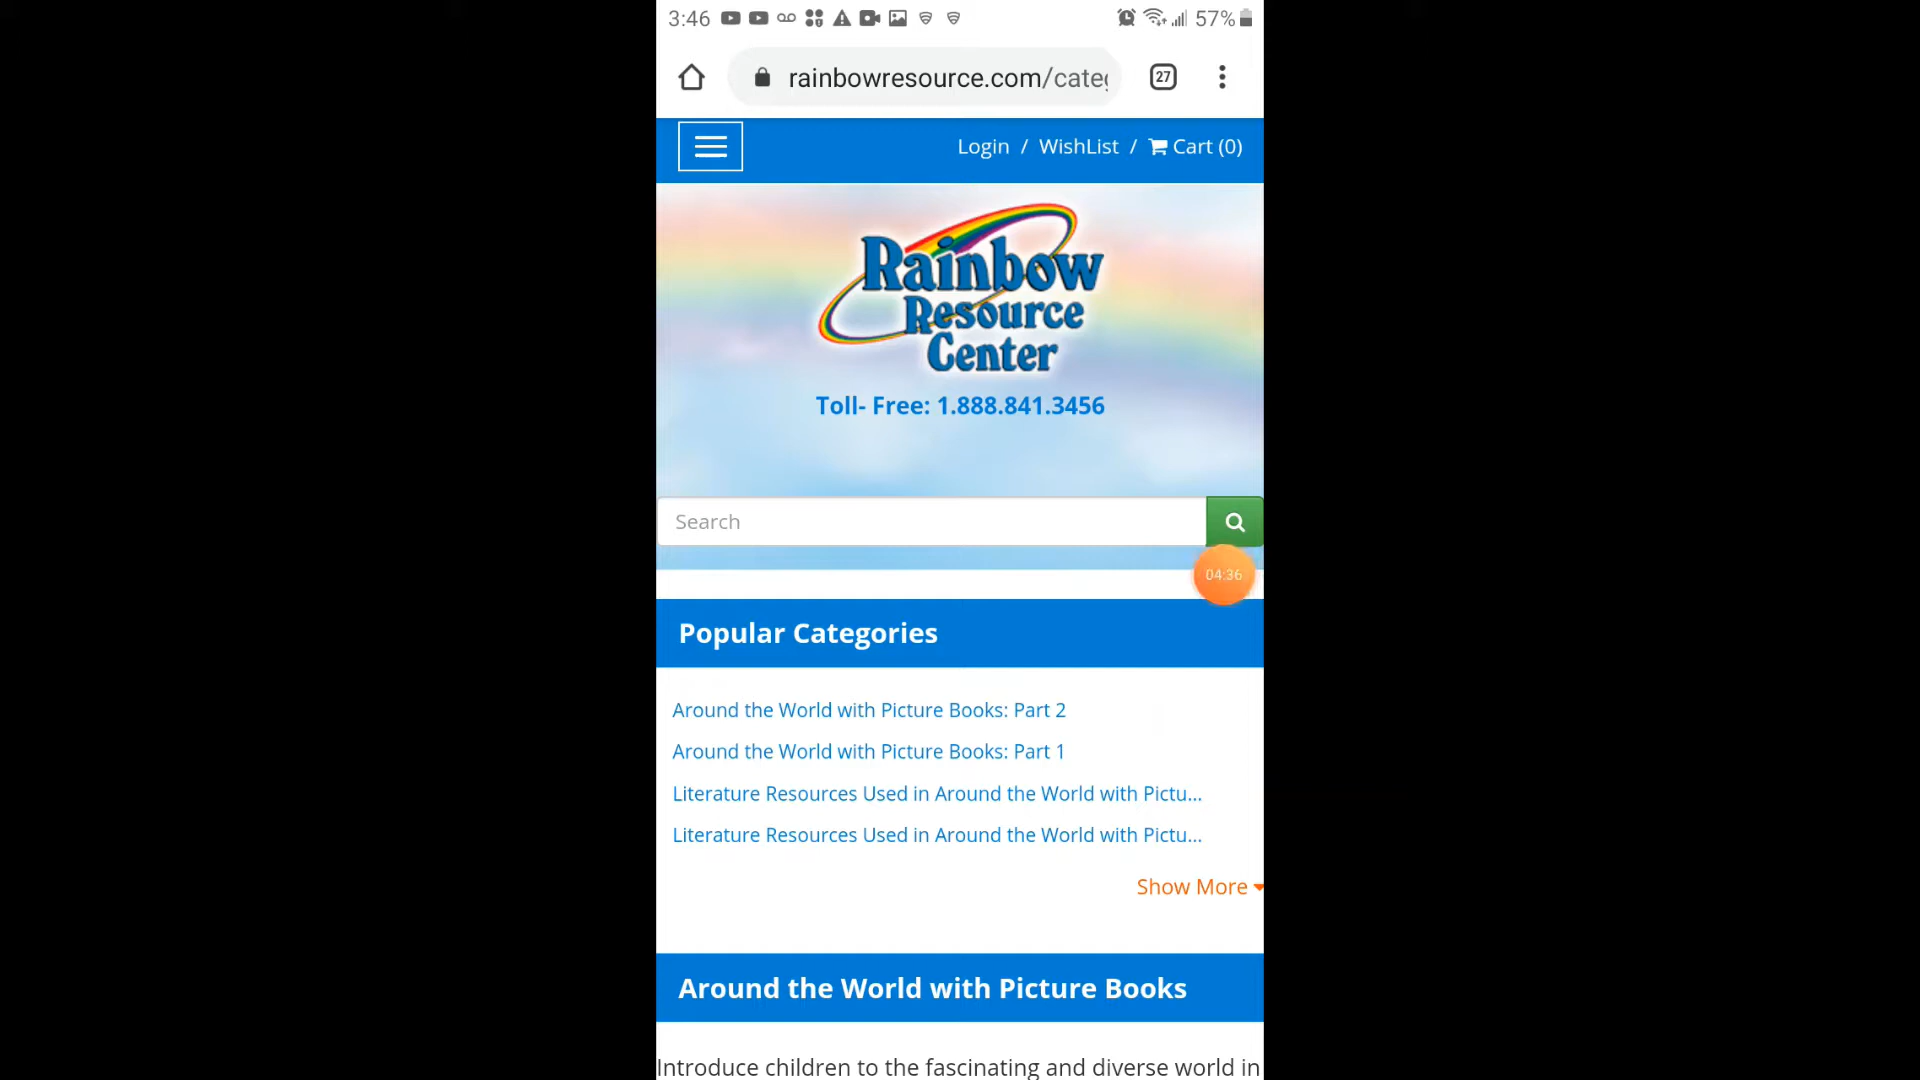 3:46 57%
rainbowresource.com/cate
27
Login / WishList / Cart (0)
Rainbow
Resource
Center
Toll- Free: 1.888.841.3456
Search
04:36
Popular Categories
Around the World with Picture Books: Part 2
Around the World with Picture Books: Part 1
Literature Resources Used in Around the World with Pictu...
Literature Resources Used in Around the World with Pictu...
Show More
Around the World with Picture Books
Introduce children to the fascinating and diverse world in